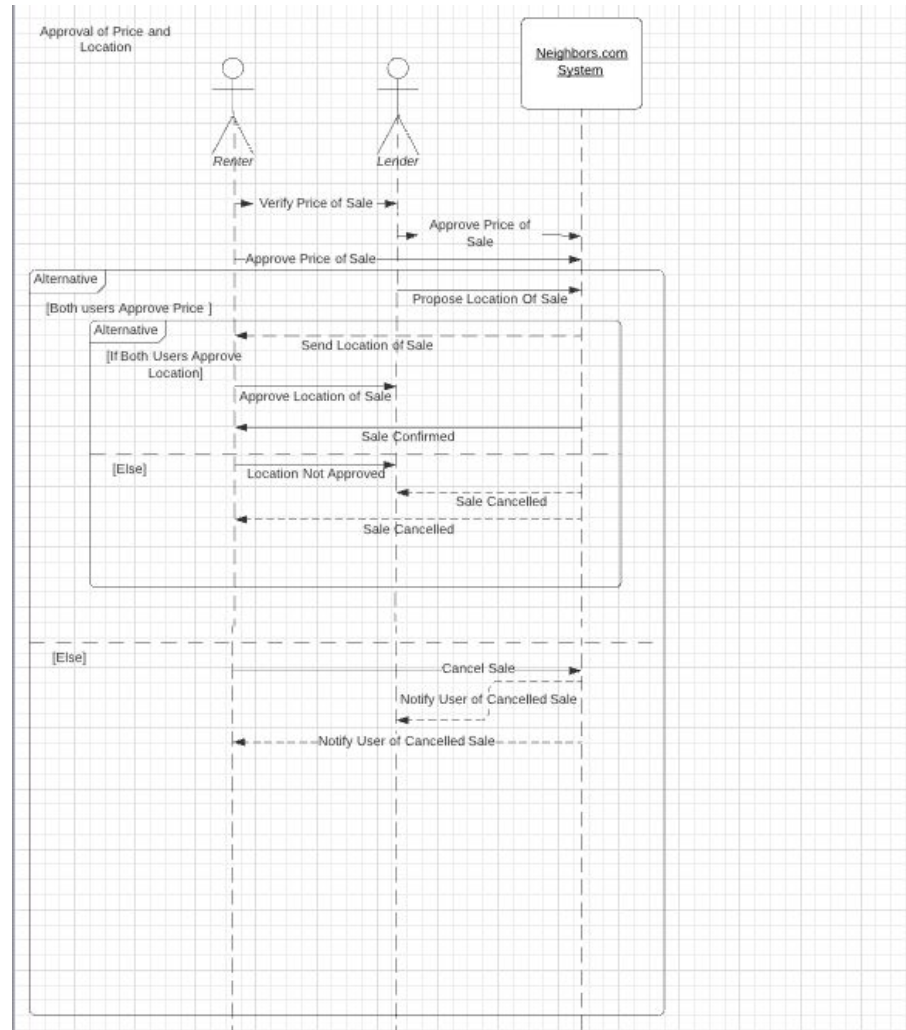 Approval of Price and
Location
Neighbors.com
System
Renter
Lender
Verify Price of Sale
Approve Price of
Sale
Approve Price of Sale
Alternative
Propose Location Of Sale
[Both users Approve Price ]
Alternative
Send Location of Sale
[If Both Users Approve
Location]
Approve Location of Sale
Sale Confirmed
[Else]
Location Not Approved
Sale Cancelled
Sale Cancelled
[Else]
Cancel Sale
Notify User of Cancelled Sale
Notify User of Cancelled Sale